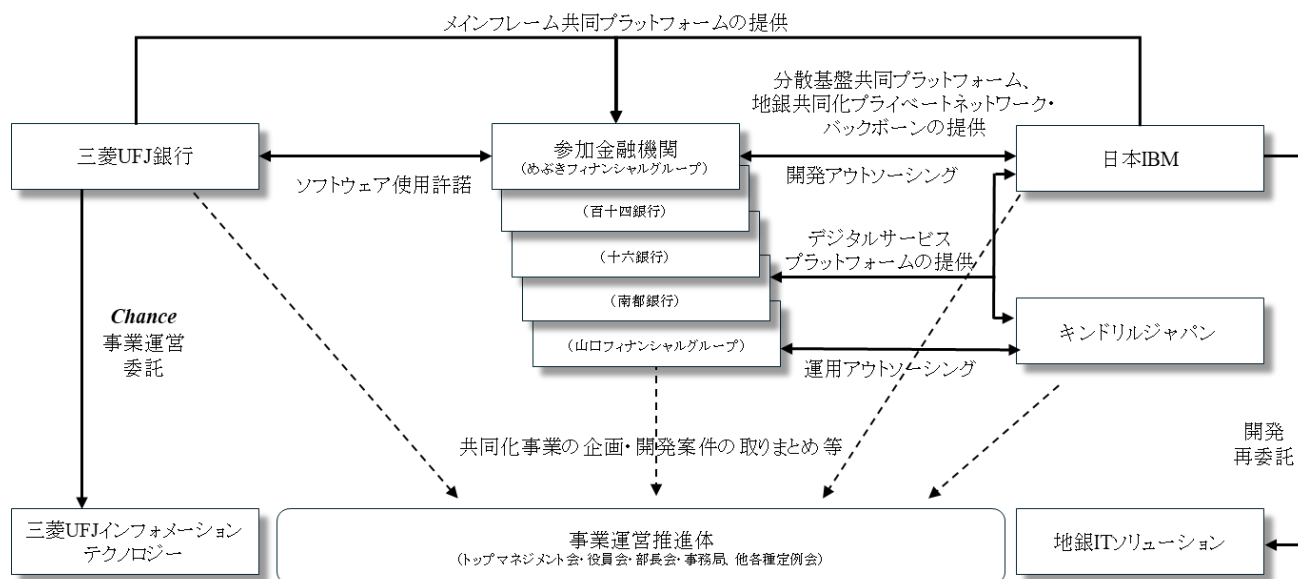 メインフレーム共同プラットフォームの提供
分散基盤共同プラットフォーム、
地銀共同化プライベートネットワーク・
バックボーンの提供
三菱UFJ銀行
参加金融機関
(めぶきフィナンシャルグループ)
日本IBM
ソフトウェア使用許諾
開発アウトソーシング
(百十四銀行)
(十六銀行)
デジタルサービス
プラットフォームの提供
(南都銀行)
Chance
事業運営
委託
(山口フィナンシャルグループ)
キンドリルジャパン
運用アウトソーシング
共同化事業の企画・開発案件の取りまとめ等
開発
再委託
三菱UFJインフォメーション
テクノロジー
事業運営推進体
(トップマネジメント会・役員会・部長会・事務局、他各種定例会)
地銀ITソリューション